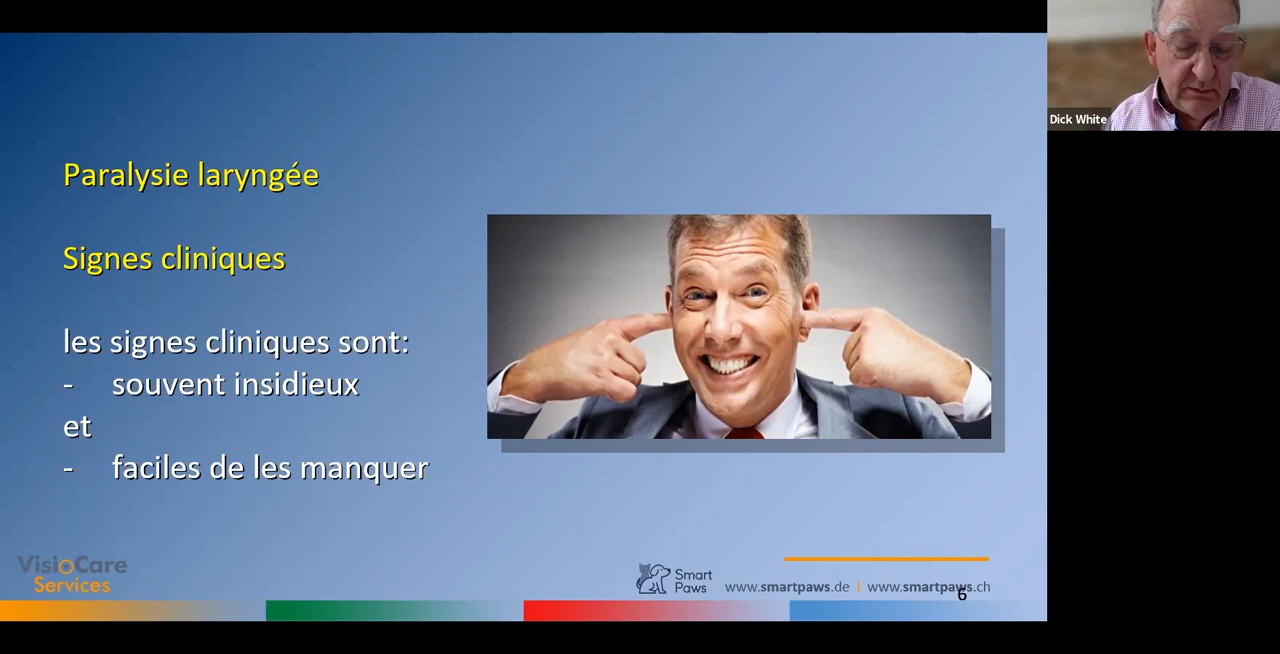 Dick White
Paralysie laryngée
Signes cliniques
les signes cliniques sont:
- souvent insidieux
et
- faciles de les manquer
VisioCare
Services
Smart
Paws
www.smartpaws.de | www.smartpaws.ch
6